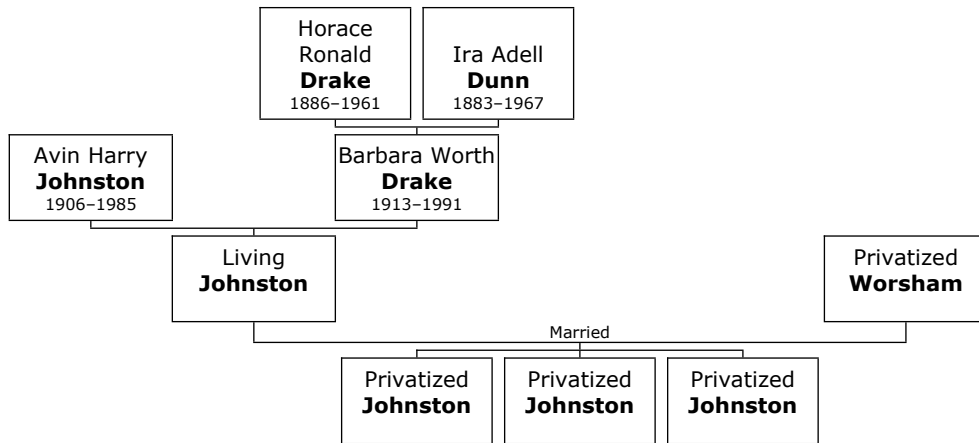 Horace
Ronald
Drake
1886–1961
Ira Adell
Dunn
1883–1967
Avin Harry
Johnston
1906–1985
Barbara Worth
Drake
1913–1991
Living
Johnston
Privatized
Worsham
Married
Privatized
Johnston
Privatized
Johnston
Privatized
Johnston